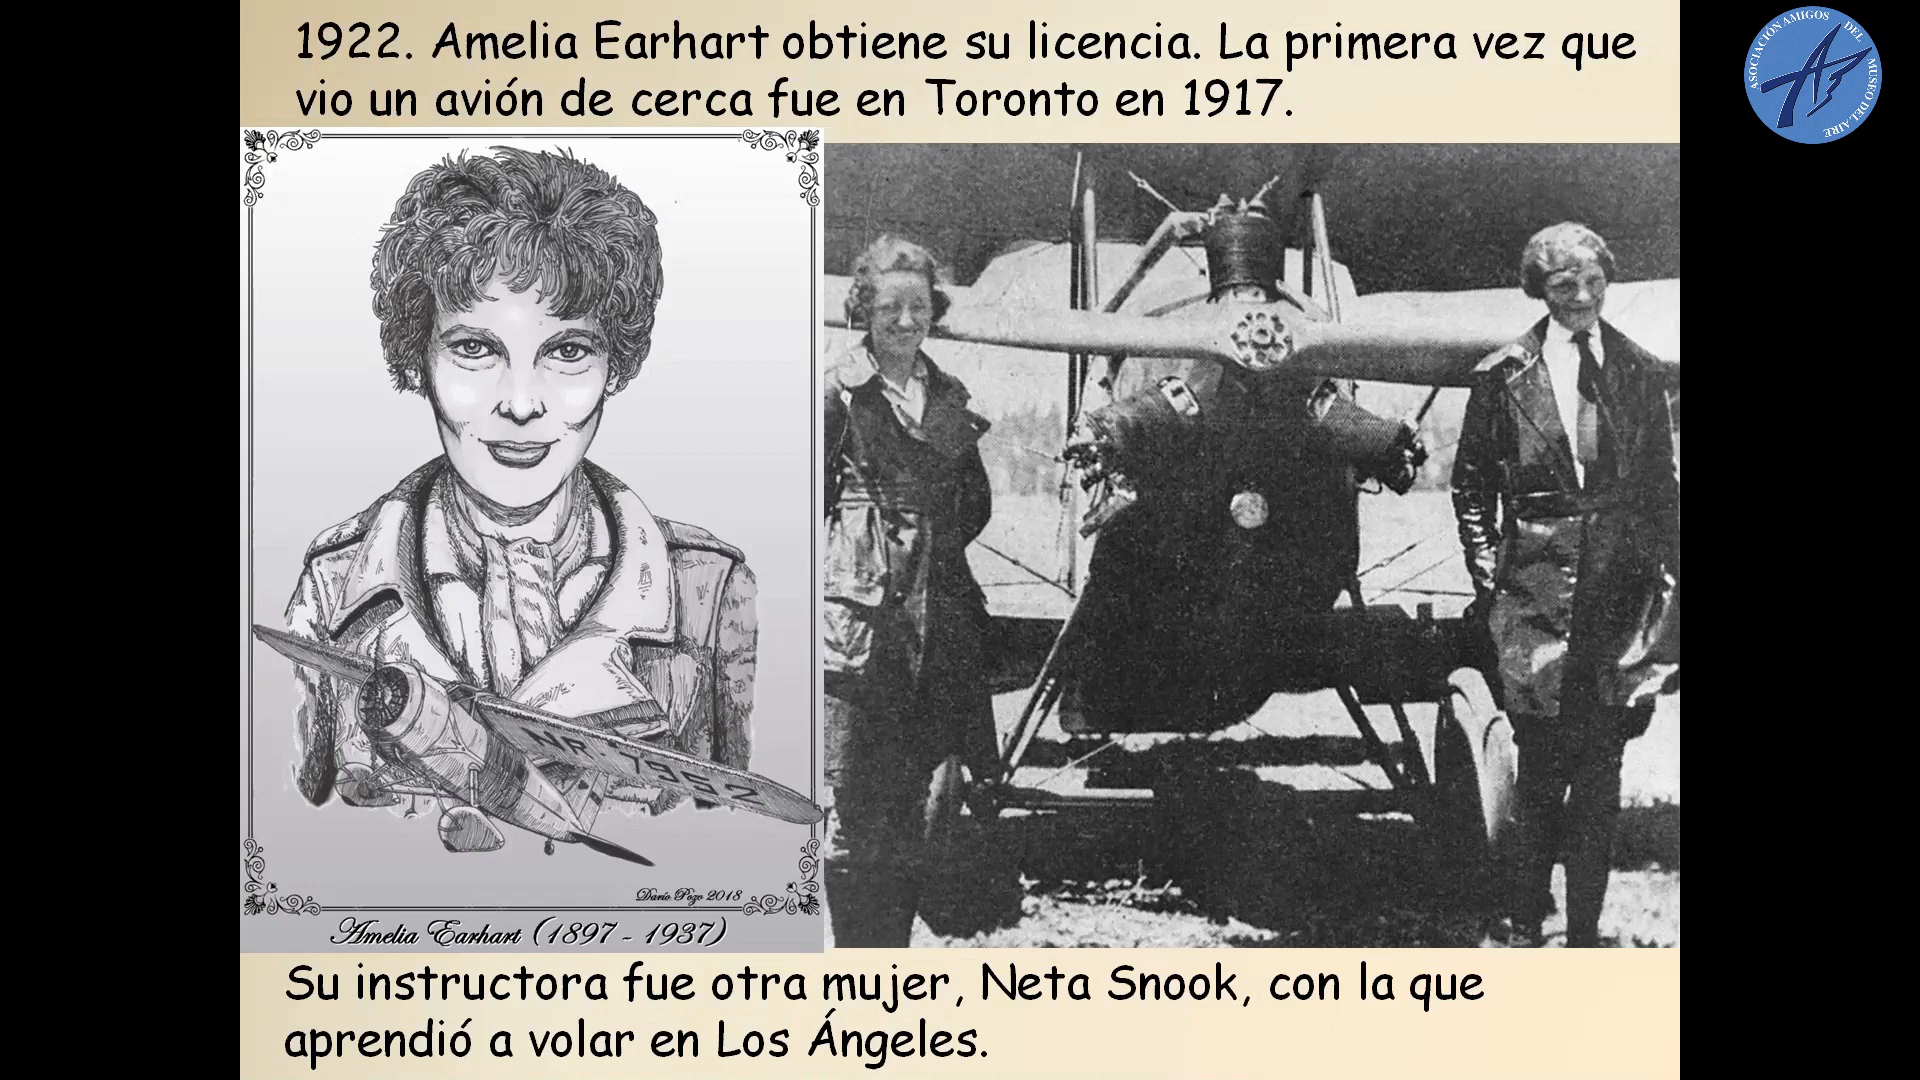 1922. Amelia Earhart obtiene su licencia. La primera vez que
vio un avión de cerca fue en Toronto en 1917.
ASOCIACIÓN AMIGOS DEL MUSEO DEL AIRE
NR 7952
Darío Pozo 2018
Amelia Earhart (1897 - 1937)
Su instructora fue otra mujer, Neta Snook, con la que
aprendió a volar en Los Ángeles.